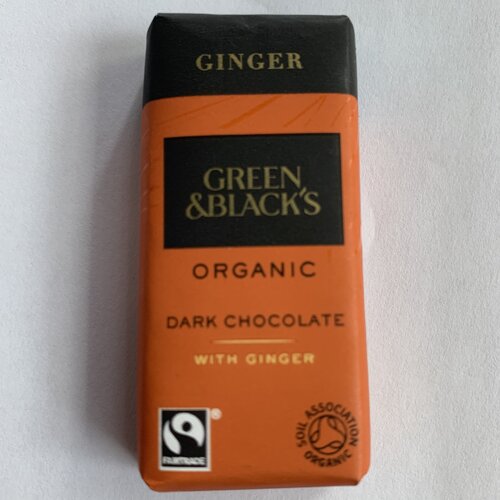 GINGER
GREEN
&BLACK'S
ORGANIC
DARK CHOCOLATE
WITH GINGER
FAIRTRADE
®
SOIL ASSOCIATION
ORGANIC